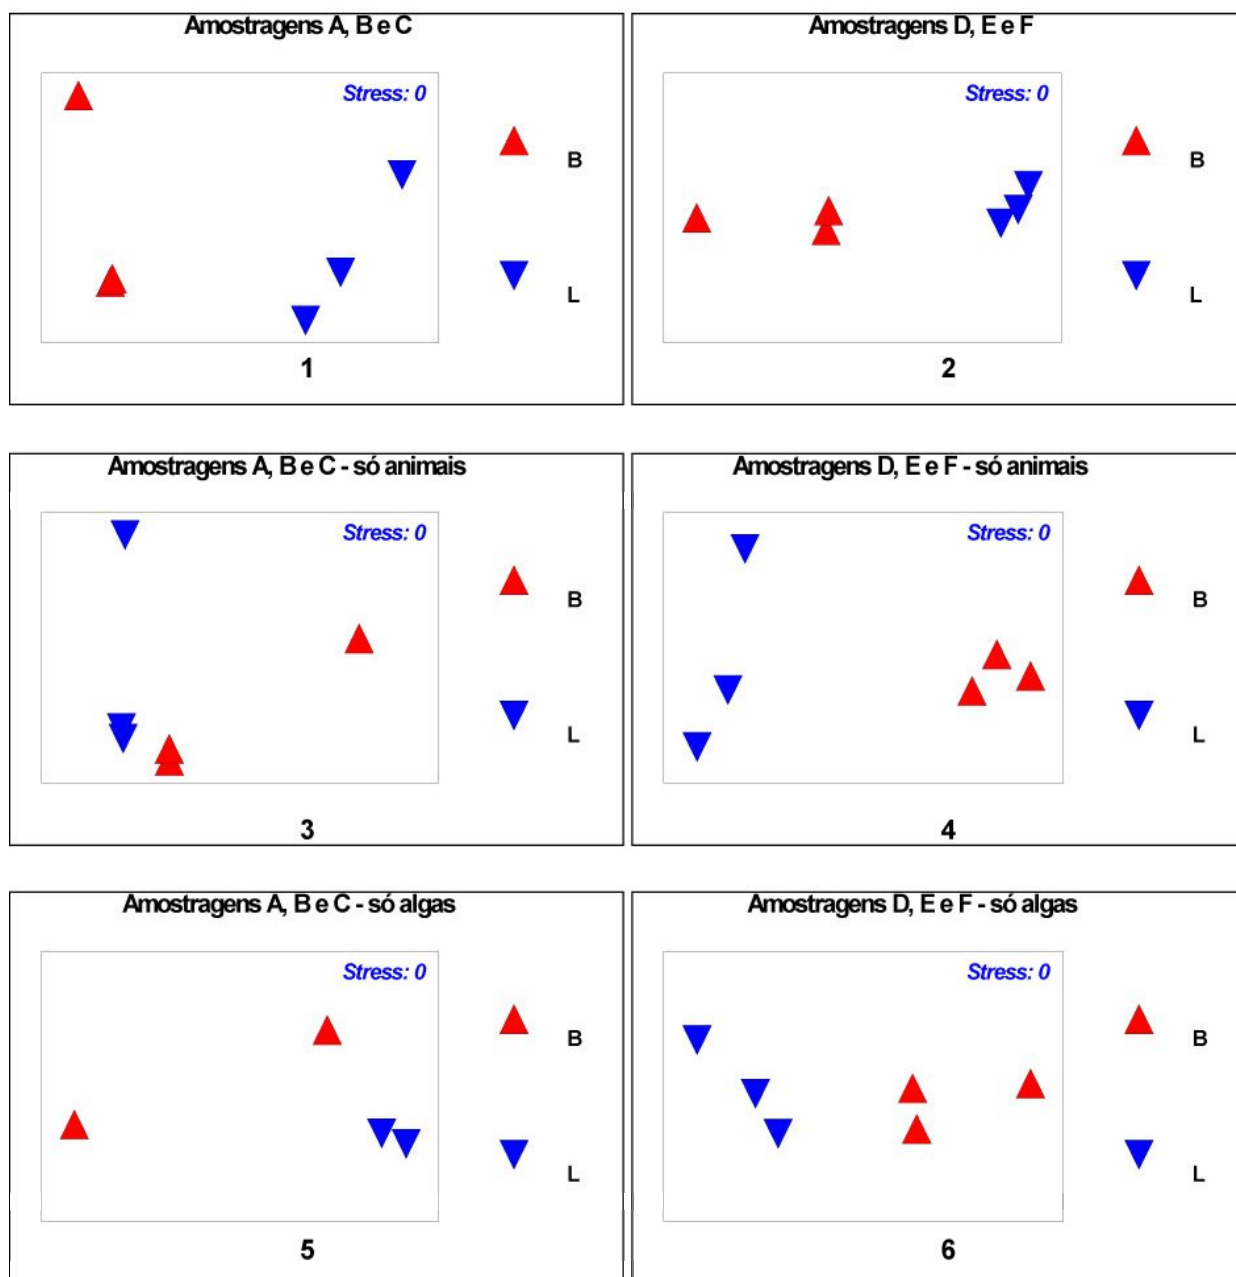 Amostragens A, B e C
Stress: 0
B
L
1
Amostragens D, E e F
Stress: 0
B
L
2
Amostragens A, B e C - só animais
Stress: 0
B
L
3
Amostragens D, E e F - só animais
Stress: 0
B
L
4
Amostragens A, B e C - só algas
Stress: 0
B
L
5
Amostragens D, E e F - só algas
Stress: 0
B
L
6